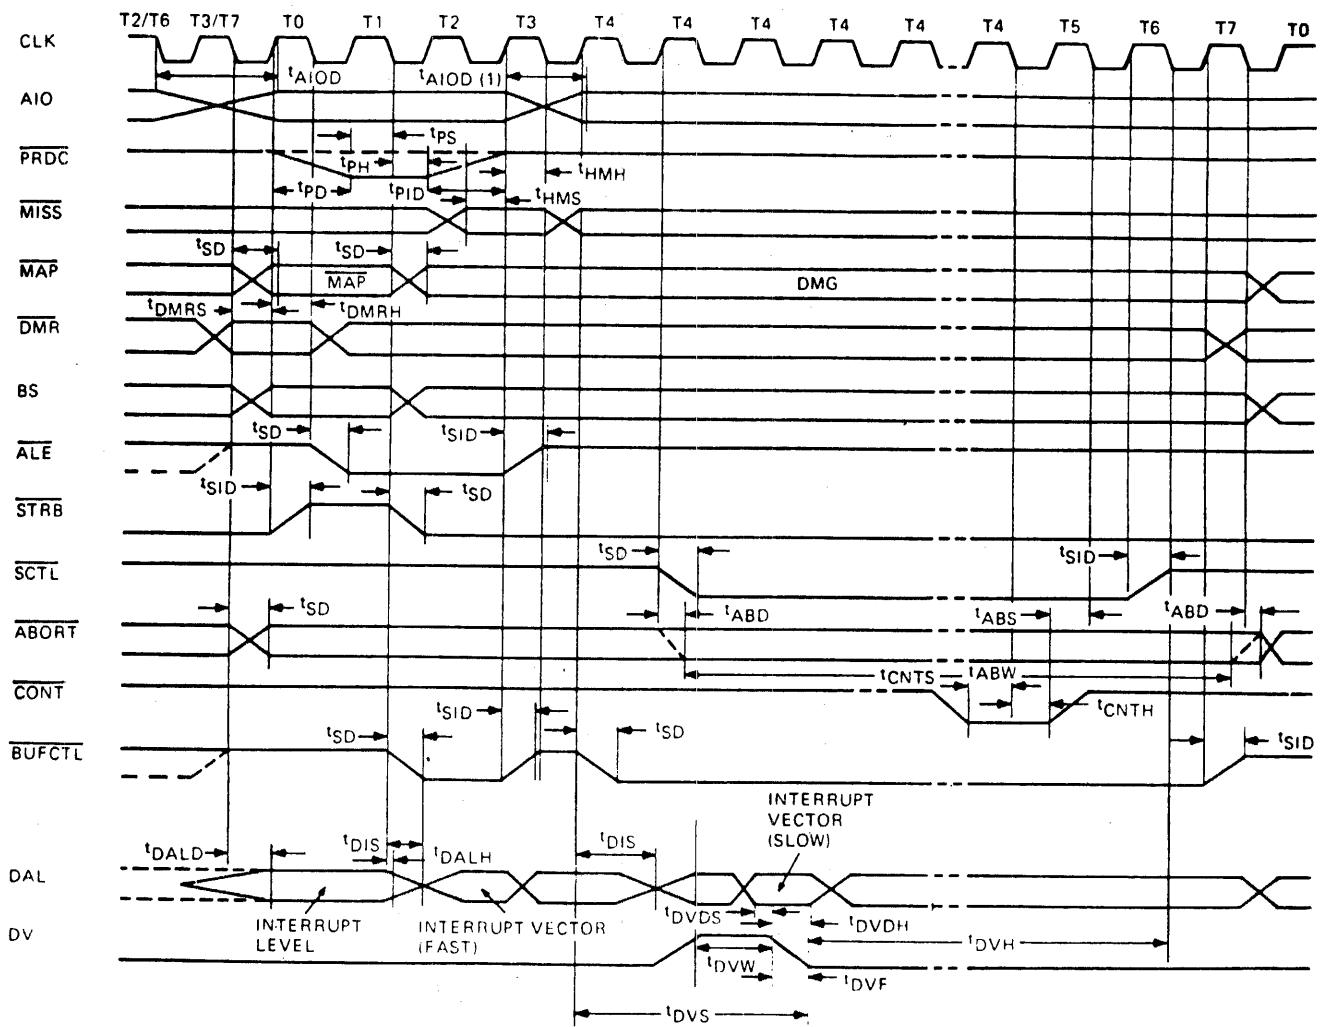 T2/T6 T3/T7 T0 T1 T2 T3 T4 T4 T4 T4 T4 T4 T5 T6 T7 T0
CLK
tAIOD tAIOD (1)
AIO
tPS
PRDC
tPH
tHMH
tPD tPID
tHMS
MISS
tSD tSD
MAP MAP DMG
tDMRS tDMRH
DMR
BS
tSD tSID
ALE
tSID tSD
STRB
tSD tSID
SCTL
tSD tABD tABS tABD
ABORT
tCNTS tABW
CONT
tSID tCNTH
tSD tSD tSID
BUFCTL
INTERRUPT
VECTOR
(SLOW)
tDALD tDIS tDALH tDIS
DAL
INTERRUPT
LEVEL
INTERRUPT VECTOR
(FAST)
tDVDS tDVDH
DV
tDVH
tDVW
tDVF
tDVS